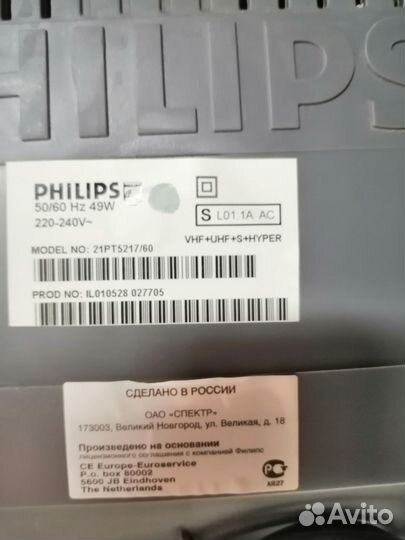 PHILIPS
PHILIPS
50/60 Hz 49W
220-240V~
S L01 1A AC
VHF+UHF+S+HYPER
MODEL NO: 21PT5217/60
PROD NO: IL010528 027705
СДЕЛАНО В РОССИИ
ОАО «СПЕКТР»
173003, Великий Новгород, ул. Великая, д. 18
Произведено на основании
лицензионного соглашения с компанией Филипс
CE Europe-Euroservice
P.o. box 80002
5600 JB Eindhoven
The Netherlands
АЯ27
Avito